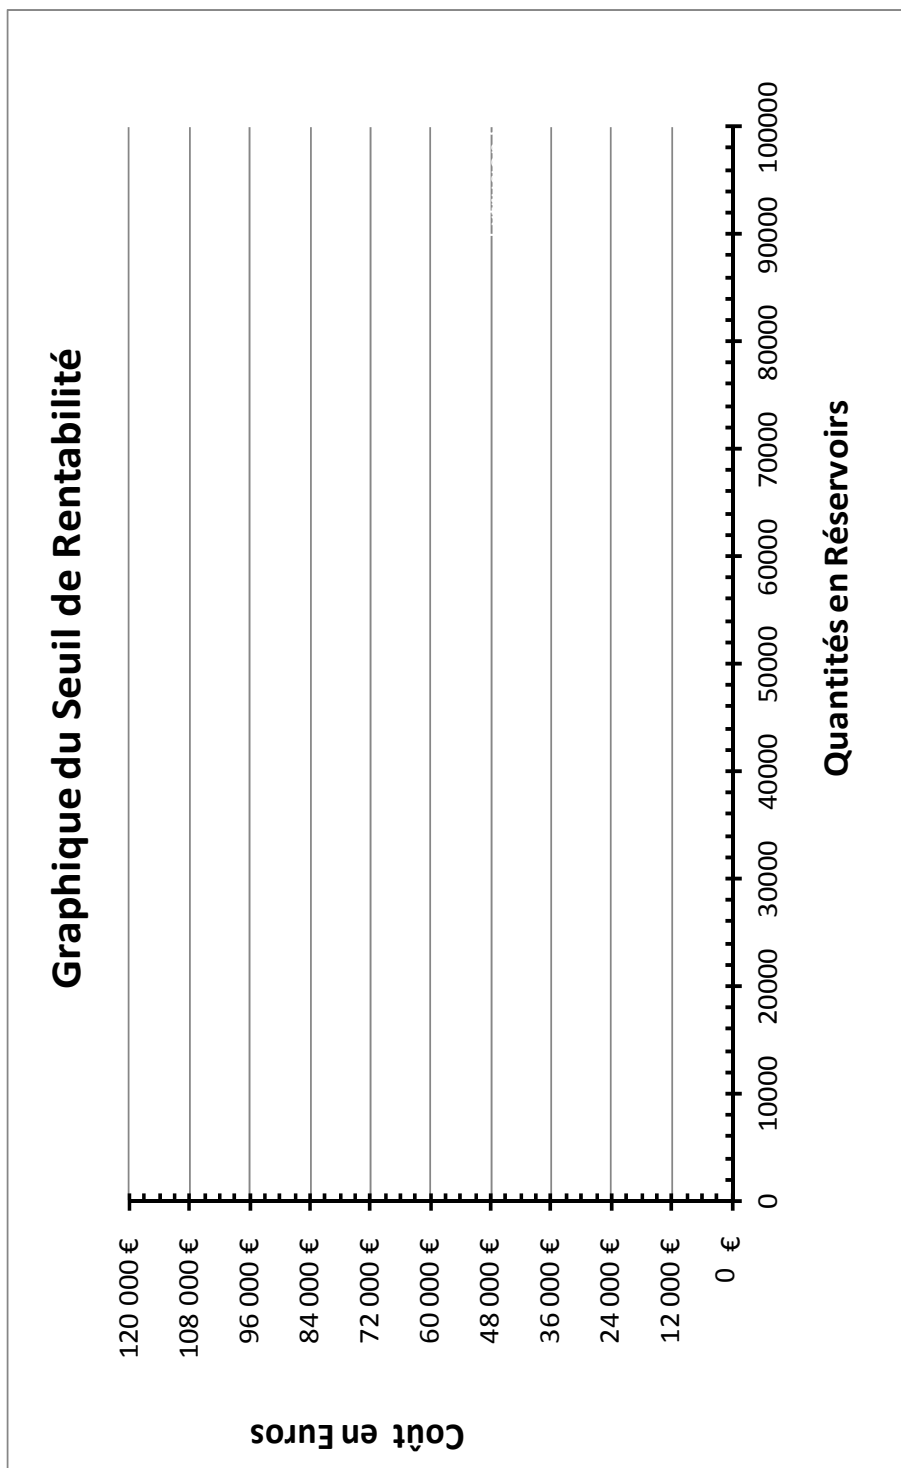 Graphique du Seuil de Rentabilité
Coût en Euros
120 000 €
108 000 €
96 000 €
84 000 €
72 000 €
60 000 €
48 000 €
36 000 €
24 000 €
12 000 €
0 €
0 10000 20000 30000 40000 50000 60000 70000 80000 90000 100000
Quantités en Réservoirs